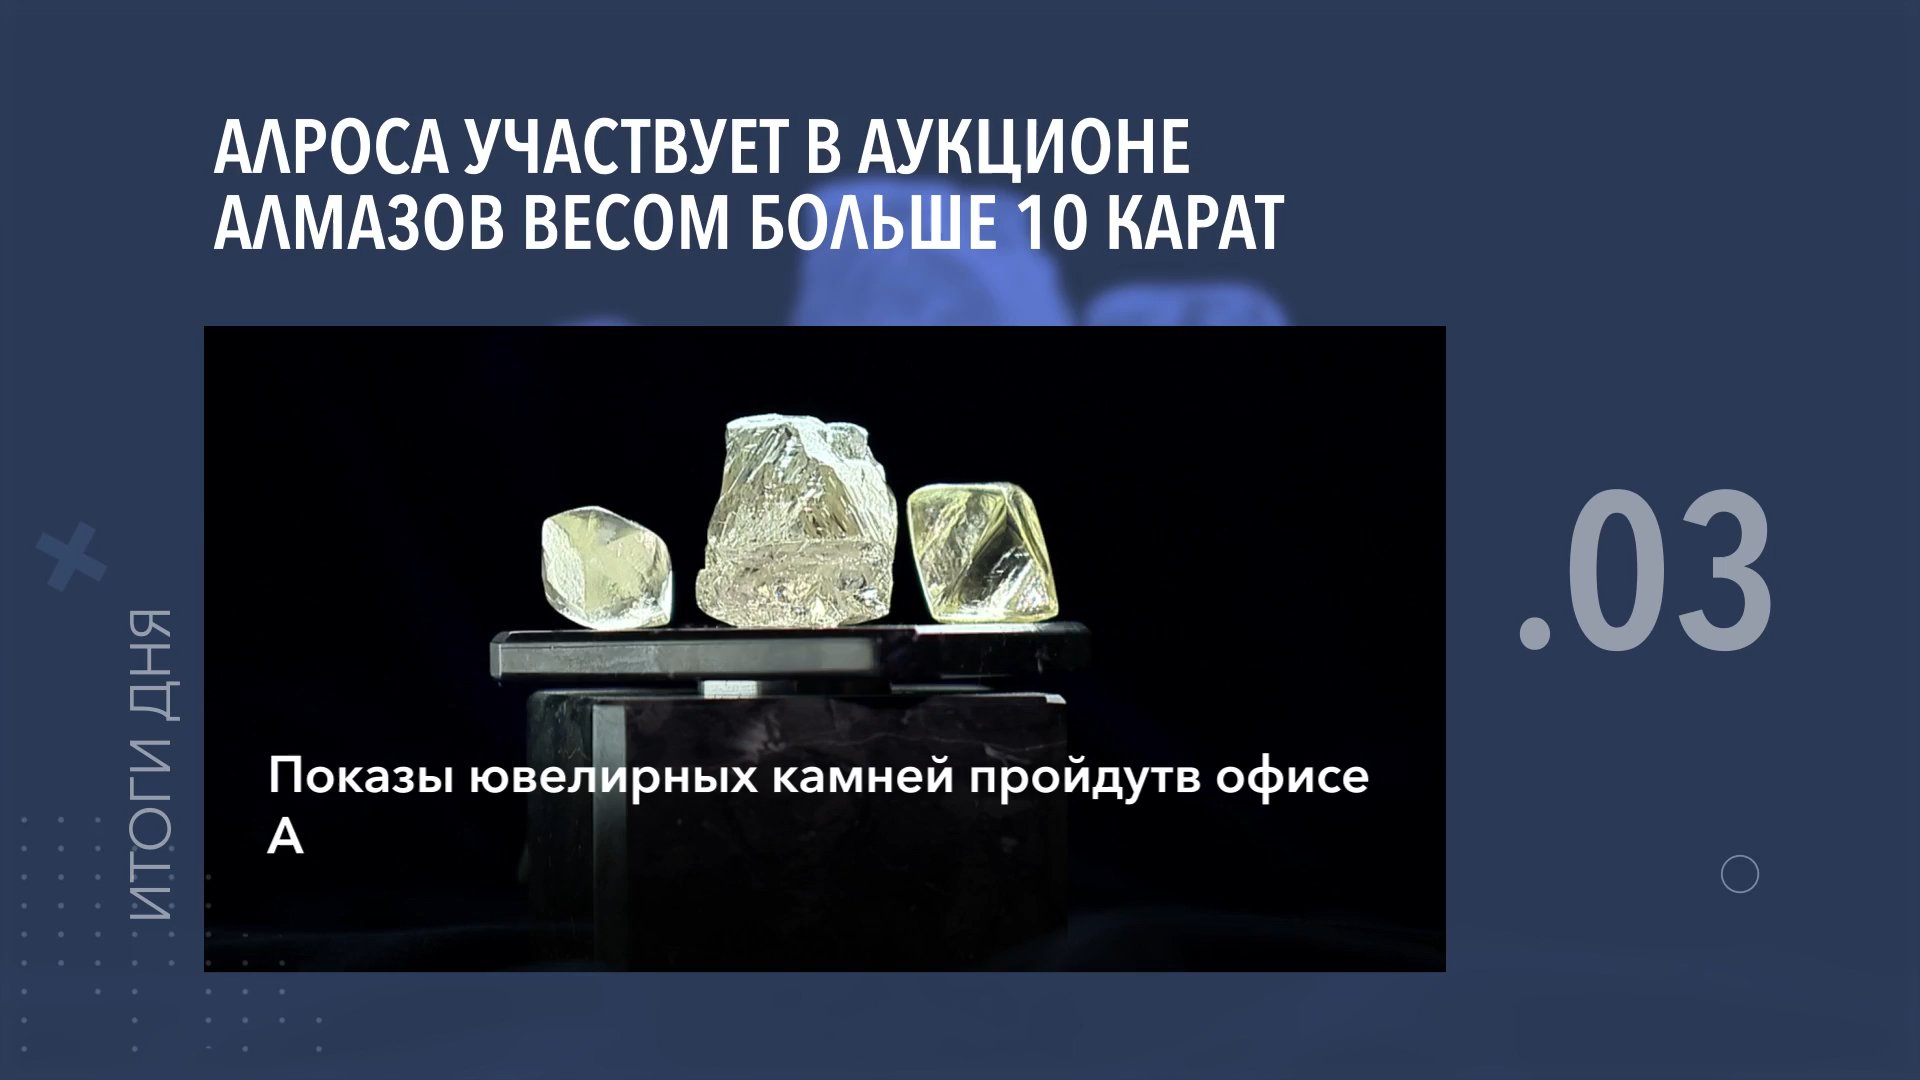 АЛРОСА УЧАСТВУЕТ В АУКЦИОНЕ
АЛМАЗОВ ВЕСОМ БОЛЬШЕ 10 КАРАТ
Показы ювелирных камней пройдутв офисе
А
.03
ИТОГИ ДНЯ